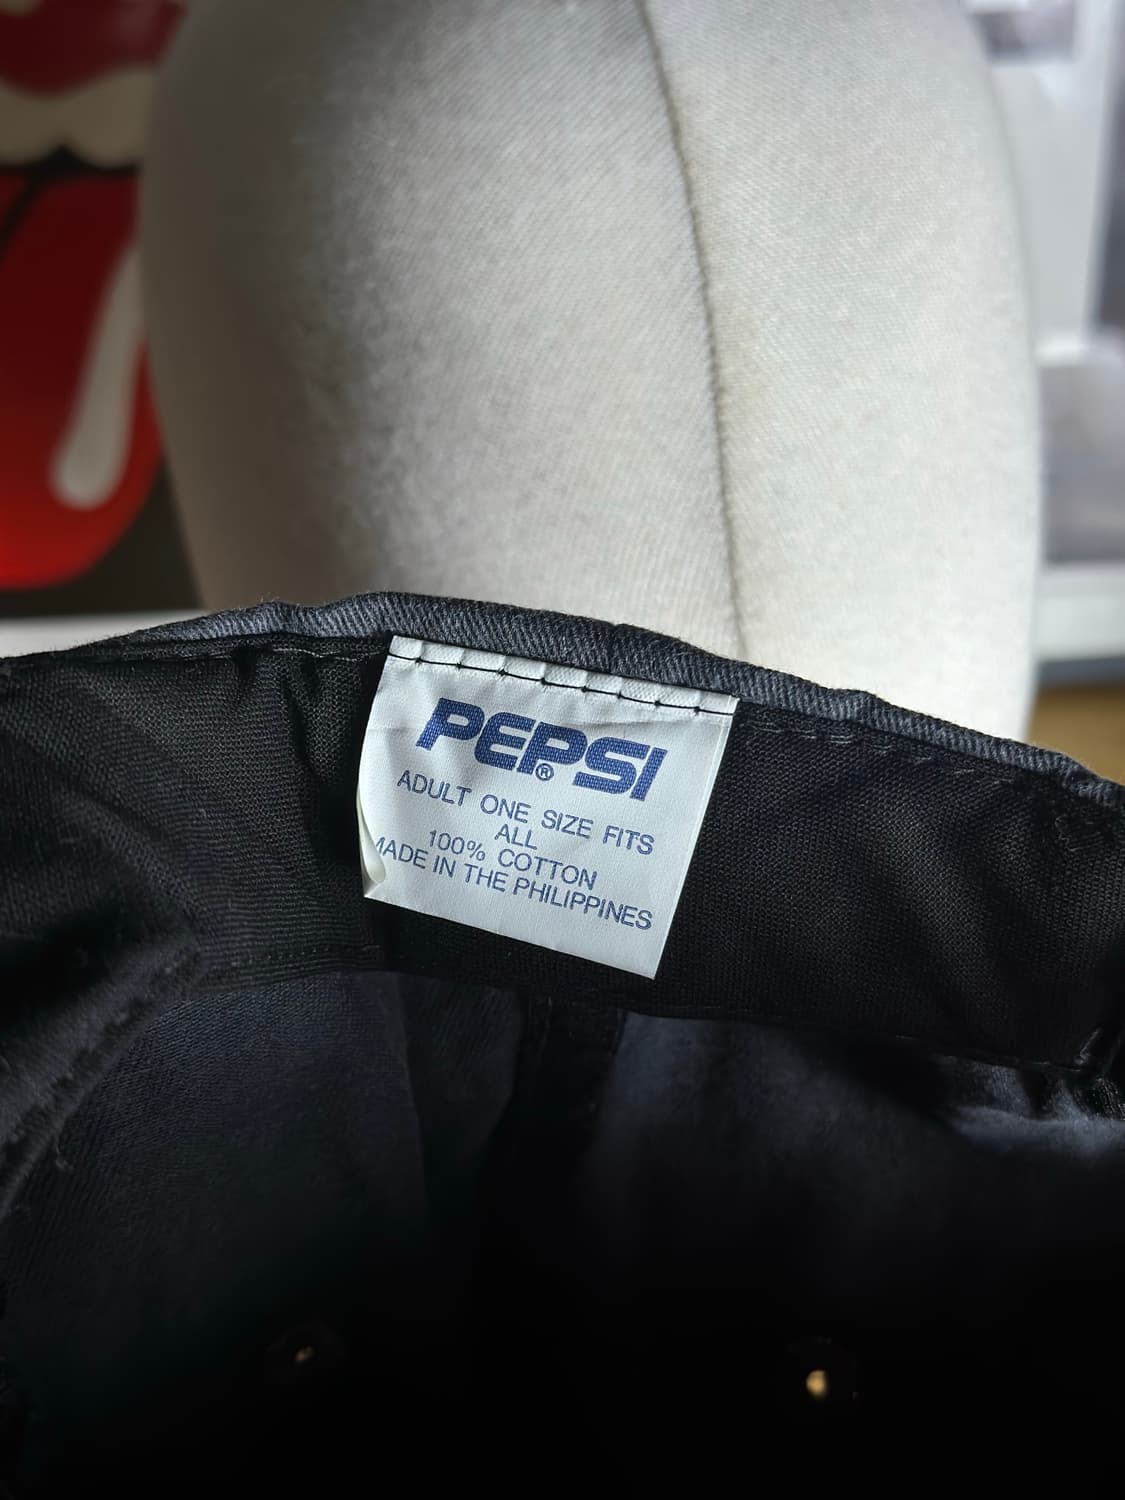 PEPSI®
ADULT ONE SIZE FITS
ALL
100% COTTON
MADE IN THE PHILIPPINES